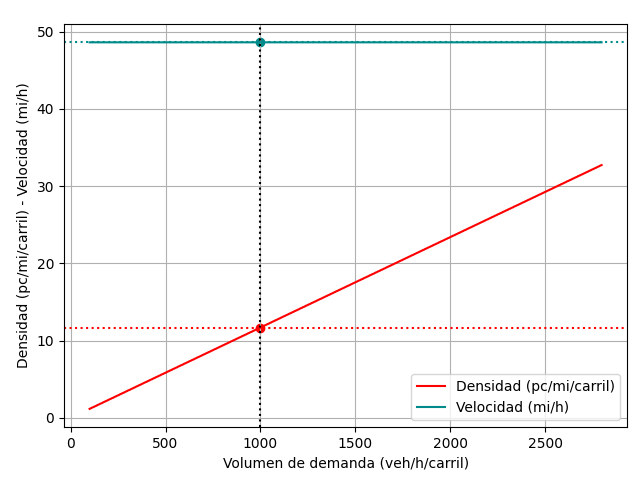 50
40
30
20
10
0
Densidad (pc/mi/carril) - Velocidad (mi/h)
Densidad (pc/mi/carril)
Velocidad (mi/h)
0 500 1000 1500 2000 2500
Volumen de demanda (veh/h/carril)